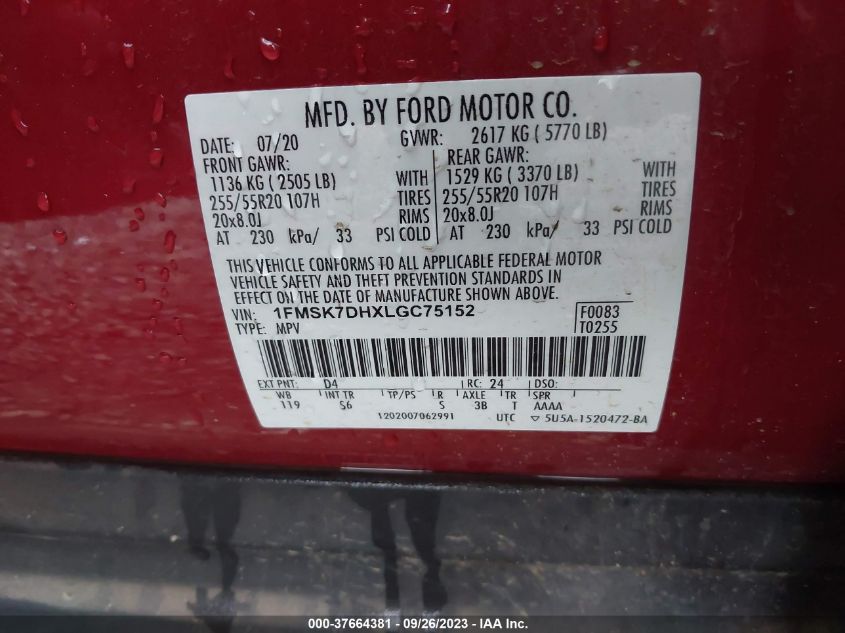 MFD. BY FORD MOTOR CO.
DATE: 07/20 GVWR: 2617 KG ( 5770 LB)
FRONT GAWR: REAR GAWR:
1136 KG ( 2505 LB) WITH 1529 KG ( 3370 LB) WITH
255/55R20 107H TIRES 255/55R20 107H TIRES
20x8.0J RIMS 20x8.0J RIMS
AT 230 kPa/ 33 PSI COLD AT 230 kPa/ 33 PSI COLD
THIS VEHICLE CONFORMS TO ALL APPLICABLE FEDERAL MOTOR
VEHICLE SAFETY AND THEFT PREVENTION STANDARDS IN
EFFECT ON THE DATE OF MANUFACTURE SHOWN ABOVE.
VIN: 1FMSK7DHXLGC75152 F0083
TYPE: MPV T0255
EXT PNT: D4 RC: 24 DSO:
WB INT TR TP/PS R AXLE TR SPR
119 S6 S 3B T AAAA
1202007062991 UTC ▽ 5U5A-1520472-BA
000-37664381 - 09/26/2023 - IAA Inc.